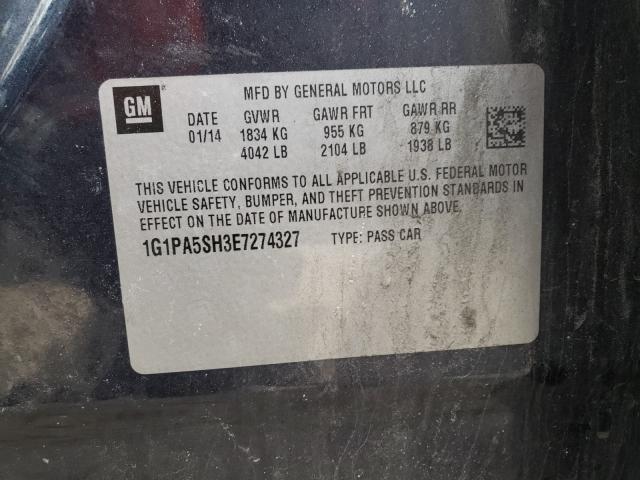 GM
MFD BY GENERAL MOTORS LLC
DATE GVWR GAWR FRT GAWR RR
01/14 1834 KG 955 KG 879 KG
4042 LB 2104 LB 1938 LB
THIS VEHICLE CONFORMS TO ALL APPLICABLE U.S. FEDERAL MOTOR
VEHICLE SAFETY, BUMPER, AND THEFT PREVENTION STANDARDS IN
EFFECT ON THE DATE OF MANUFACTURE SHOWN ABOVE.
1G1PA5SH3E7274327 TYPE: PASS CAR